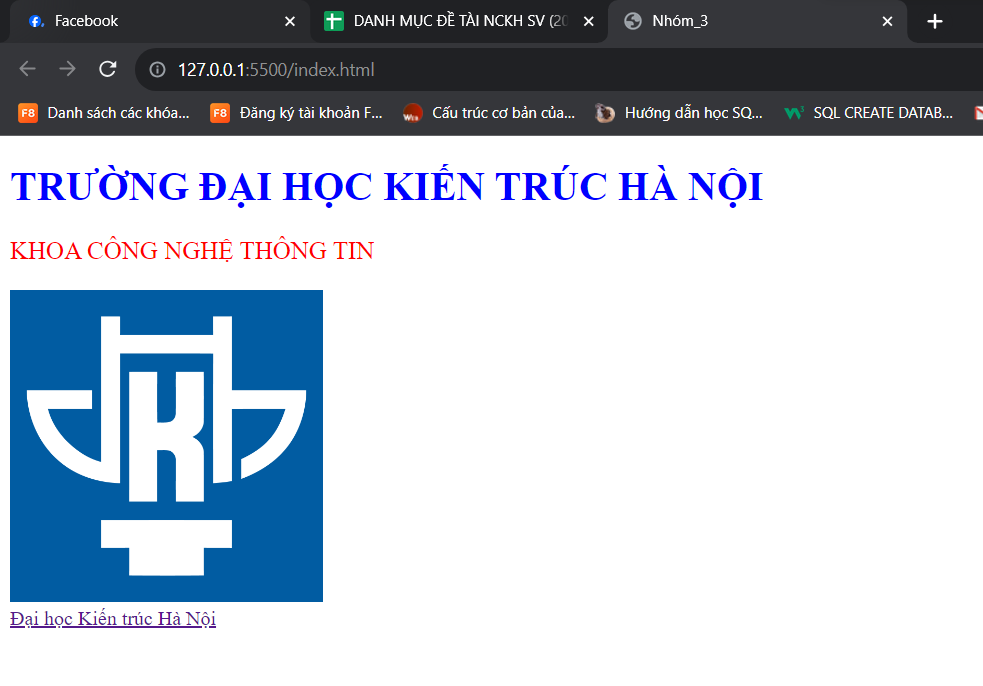 Facebook
DANH MỤC ĐỀ TÀI NCKH SV (20
Nhóm_3
127.0.0.1:5500/index.html
F8 Danh sách các khóa...
F8 Đăng ký tài khoản F...
Cấu trúc cơ bản của...
Hướng dẫn học SQ...
SQL CREATE DATAB...
TRƯỜNG ĐẠI HỌC KIẾN TRÚC HÀ NỘI
KHOA CÔNG NGHỆ THÔNG TIN
K
Đại học Kiến trúc Hà Nội